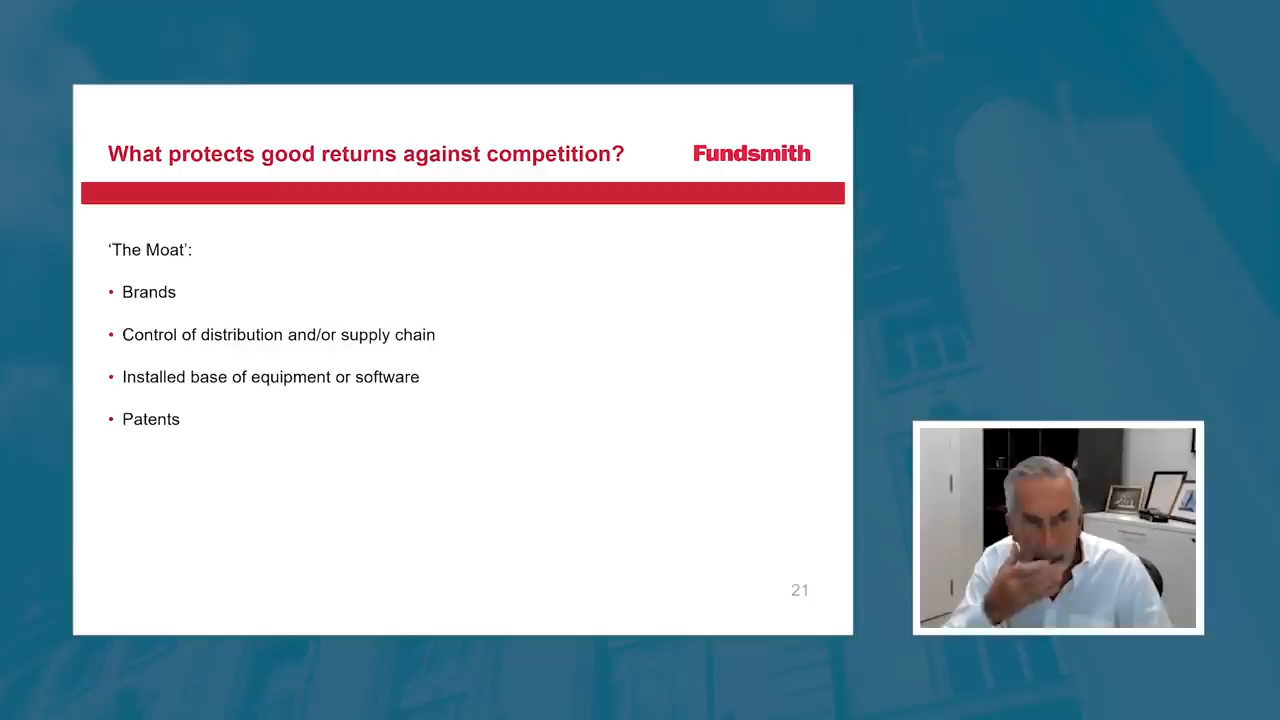 What protects good returns against competition?
Fundsmith
‘The Moat’:
• Brands
• Control of distribution and/or supply chain
• Installed base of equipment or software
• Patents
21